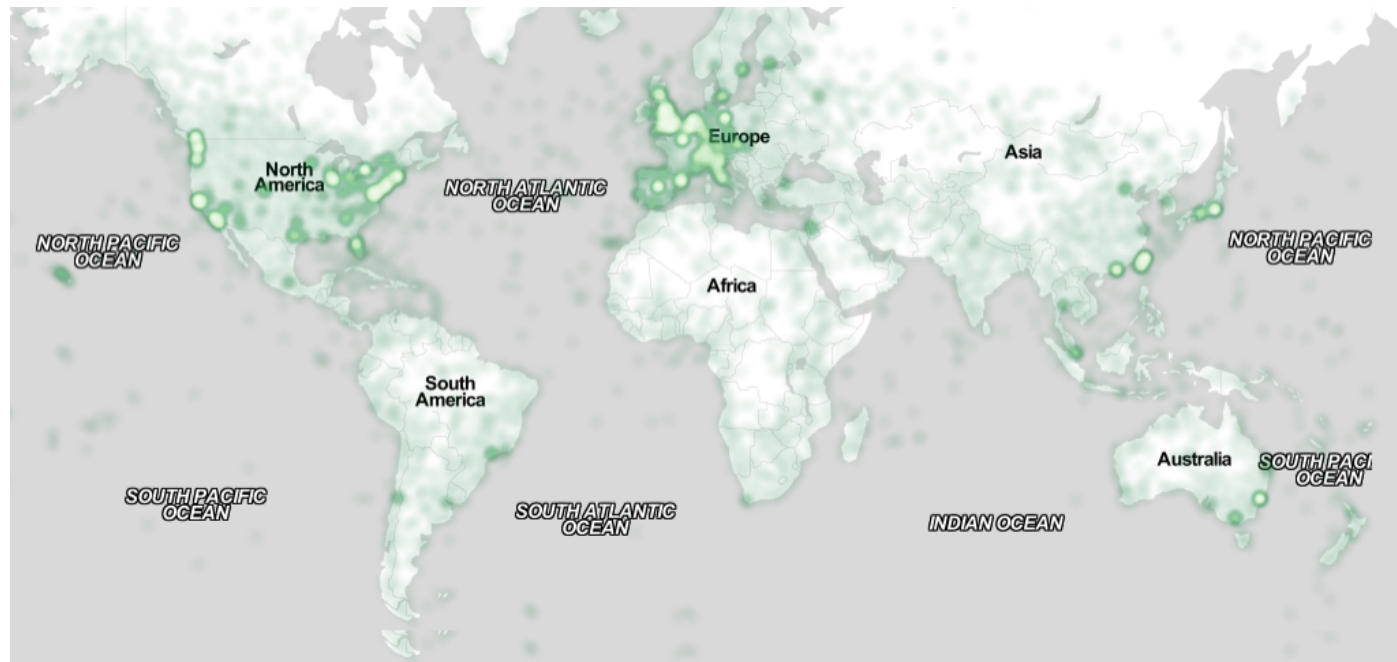 Europe
North
America
Asia
NORTH ATLANTIC
OCEAN
NORTH PACIFIC
OCEAN
NORTH PACIFIC
OCEAN
Africa
South
America
Australia
SOUTH PACI
OCEAN
SOUTH PACIFIC
OCEAN
SOUTH ATLANTIC
OCEAN
INDIAN OCEAN